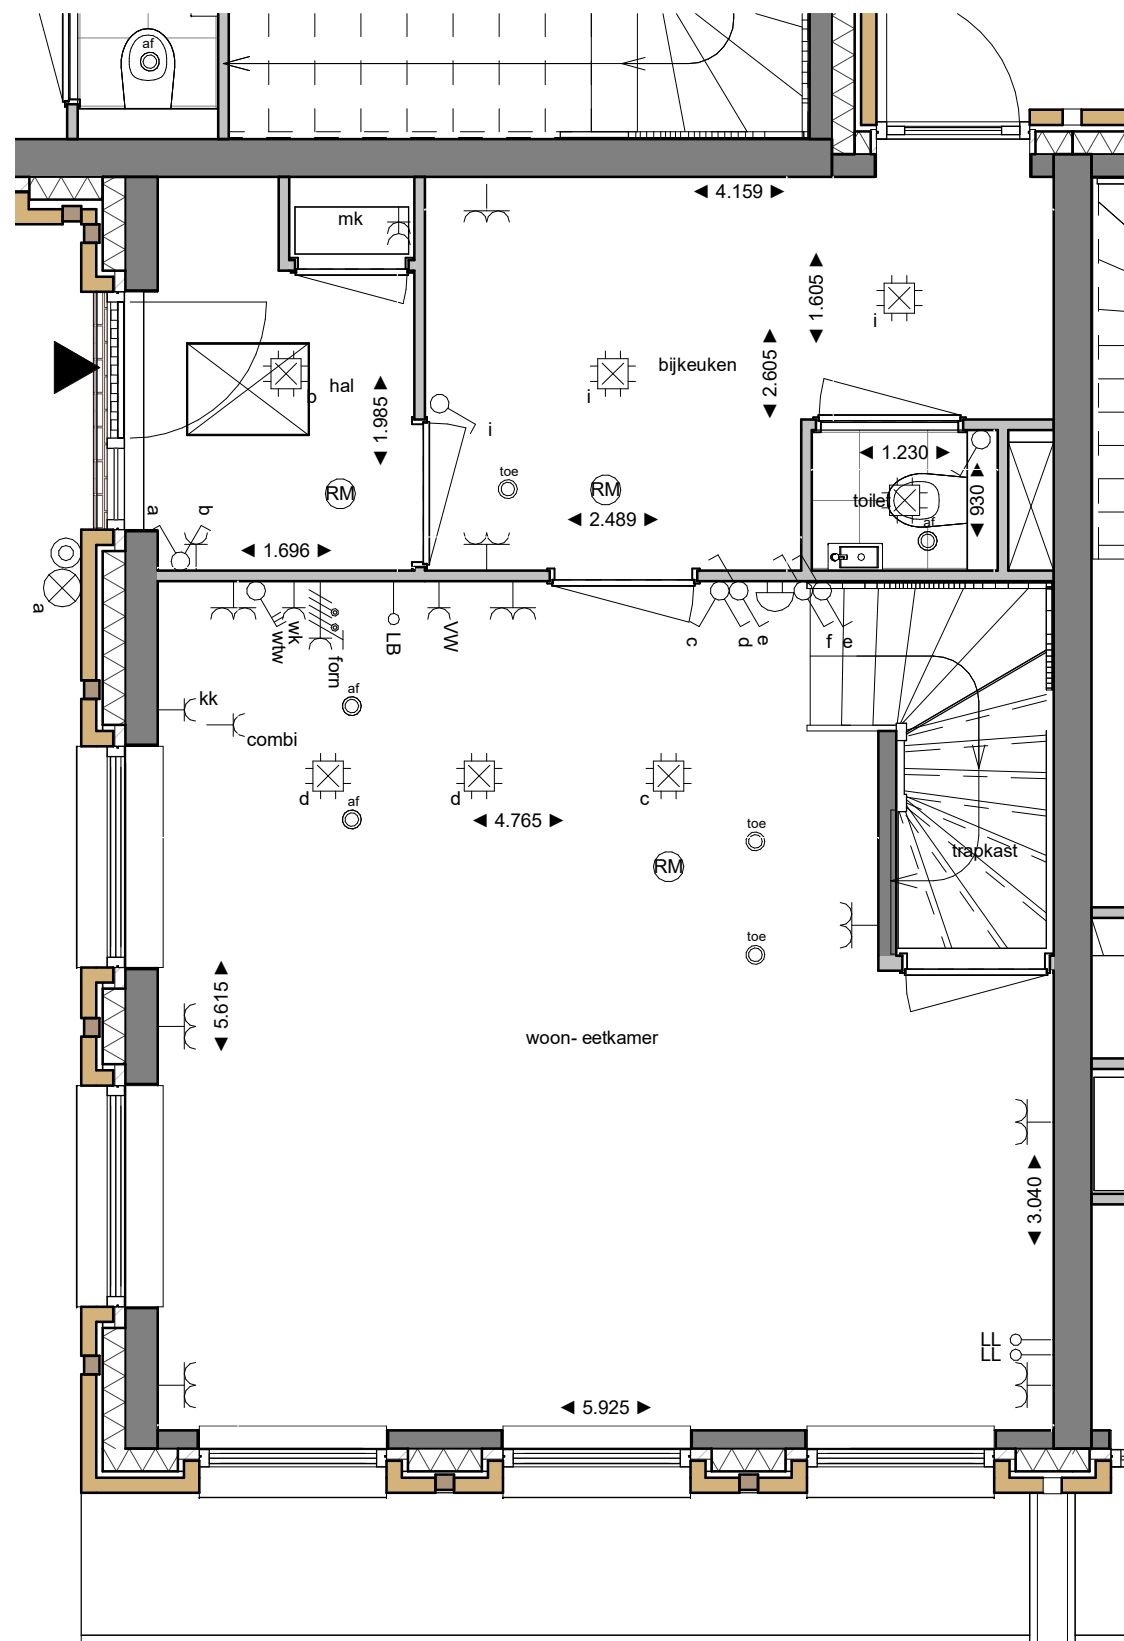 af
mk
◄ 4.159 ►
◄ 1.605 ►
i
◄ 2.605 ►
bijkeuken
hal
b
i
◄ 1.985 ►
i
toe
RM
RM
◄ 2.489 ►
◄ 1.230 ►
toilet
af
◄ 930 ►
a
b
◄ 1.696 ►
a
wtw
wk
forn
LB
VW
c
d
e
f
e
kk
combi
af
d
d
c
af
◄ 4.765 ►
toe
RM
trapkast
toe
◄ 5.615 ►
woon- eetkamer
◄ 3.040 ►
LL
LL
◄ 5.925 ►